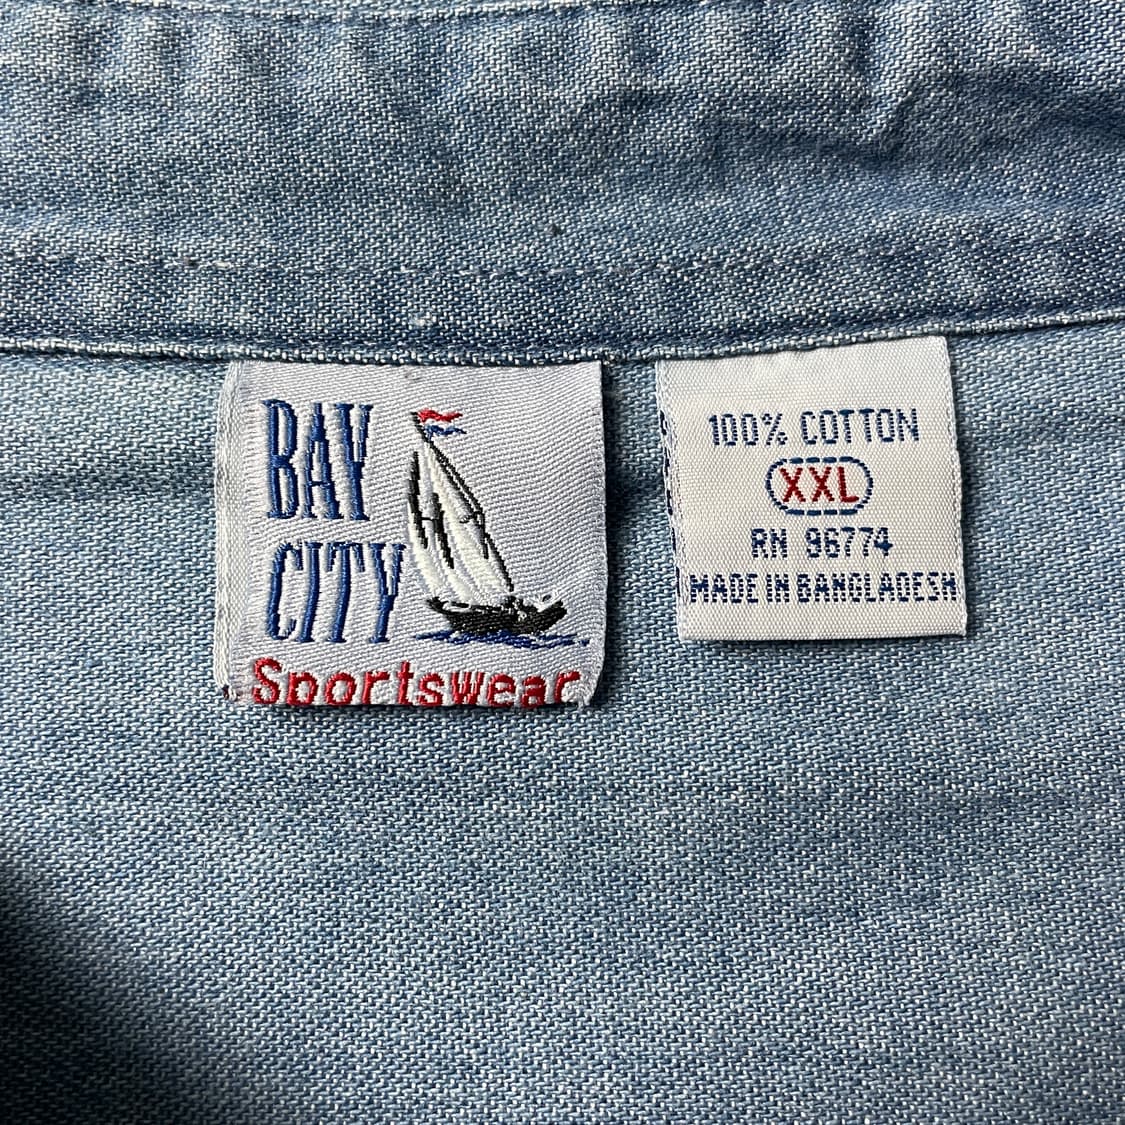 BAY
CITY
Sportswear
100% COTTON
XXL
RN 96774
MADE IN BANGLADESH